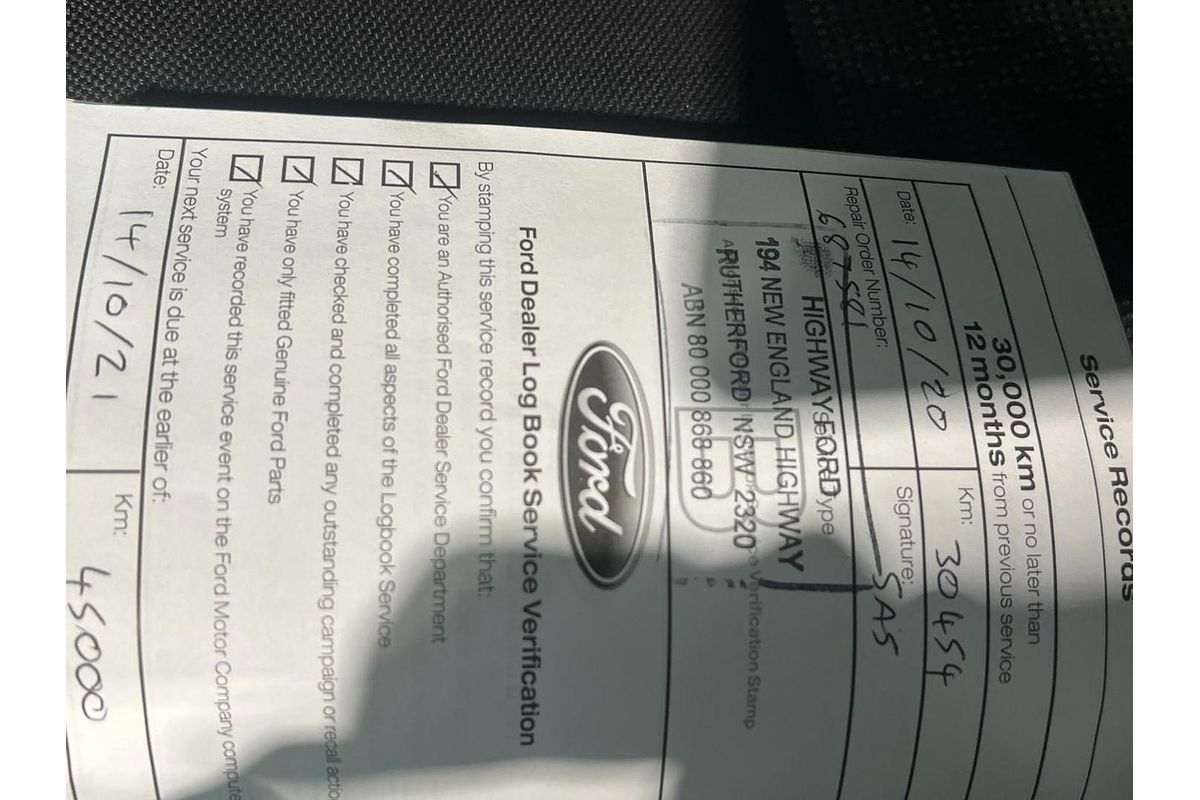 Service Records
30,000 km or no later than
12 months from previous service
Date: 14/10/20 Km: 30454
Repair Order Number: 687581 Signature: SAS
HIGHWAY FORD
194 NEW ENGLAND HIGHWAY
RUTHERFORD NSW 2320
ABN 80 000 868 860
Verification Stamp
Ford
Ford Dealer Log Book Service Verification
By stamping this service record you confirm that:
You are an Authorised Ford Dealer Service Department
You have completed all aspects of the Logbook Service
You have checked and completed any outstanding campaign or recall actio
You have only fitted Genuine Ford Parts
You have recorded this service event on the Ford Motor Company compute
system
Your next service is due at the earlier of:
Date: 14/10/21 Km: 45000